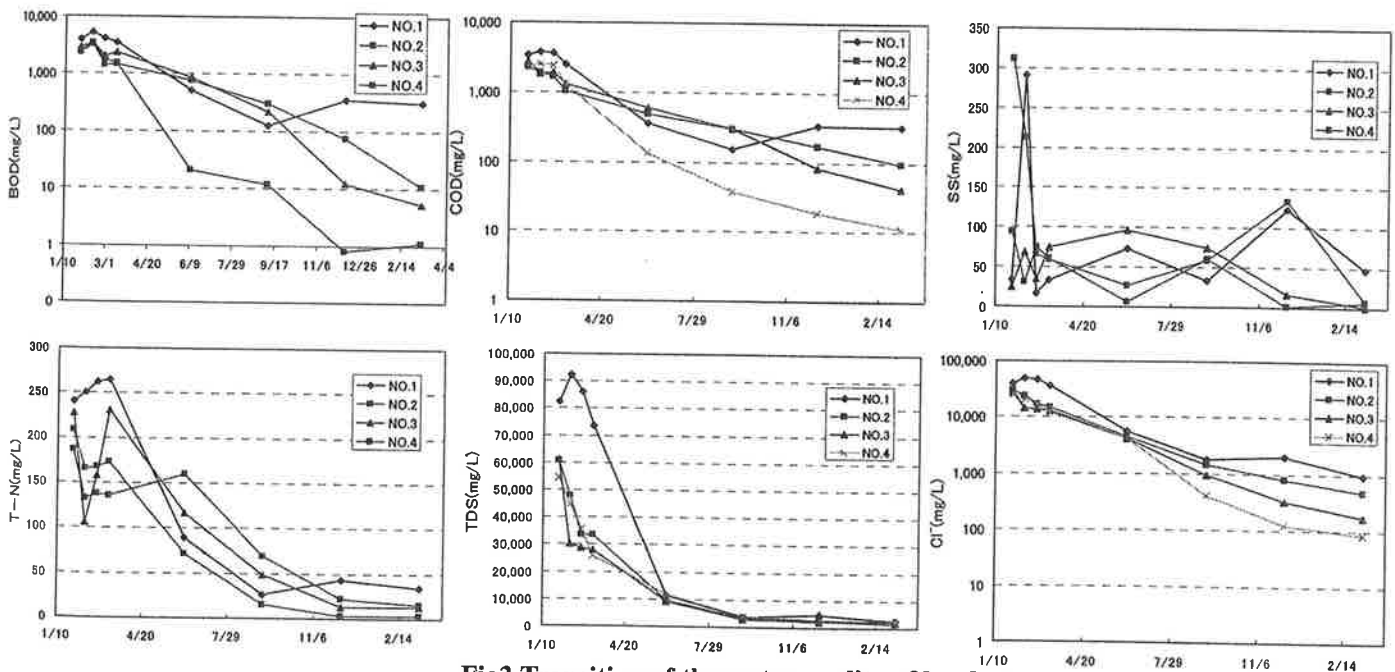 10,000
1,000
100
10
1
0
BOD(mg/L)
1/10 3/1 4/20 6/9 7/29 9/17 11/6 12/26 2/14 4/4
NO.1
NO.2
NO.3
NO.4
10,000
1,000
100
10
1
COD(mg/L)
1/10 4/20 7/29 11/6 2/14
NO.1
NO.2
NO.3
NO.4
350
300
250
200
150
100
50
0
SS(mg/L)
1/10 4/20 7/29 11/6 2/14
NO.1
NO.2
NO.3
NO.4
300
250
200
150
100
50
0
T－N(mg/L)
1/10 4/20 7/29 11/6 2/14
NO.1
NO.2
NO.3
NO.4
100,000
90,000
80,000
70,000
60,000
50,000
40,000
30,000
20,000
10,000
0
TDS(mg/L)
1/10 4/20 7/29 11/6 2/14
NO.1
NO.2
NO.3
NO.4
100,000
10,000
1,000
100
10
1
Cl⁻(mg/L)
1/10 4/20 7/29 11/6 2/14
NO.1
NO.2
NO.3
NO.4